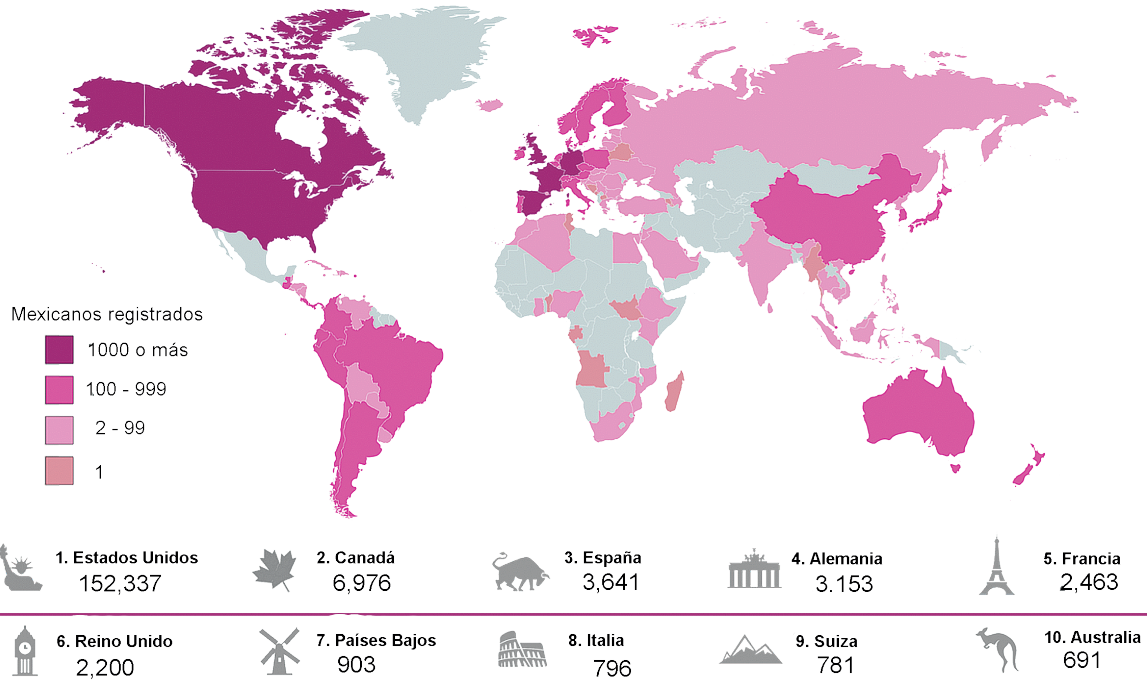 Mexicanos registrados
1000 o más
100 - 999
2 - 99
1
1. Estados Unidos
152,337
2. Canadá
6,976
3. España
3,641
4. Alemania
3.153
5. Francia
2,463
6. Reino Unido
2,200
7. Países Bajos
903
8. Italia
796
9. Suiza
781
10. Australia
691